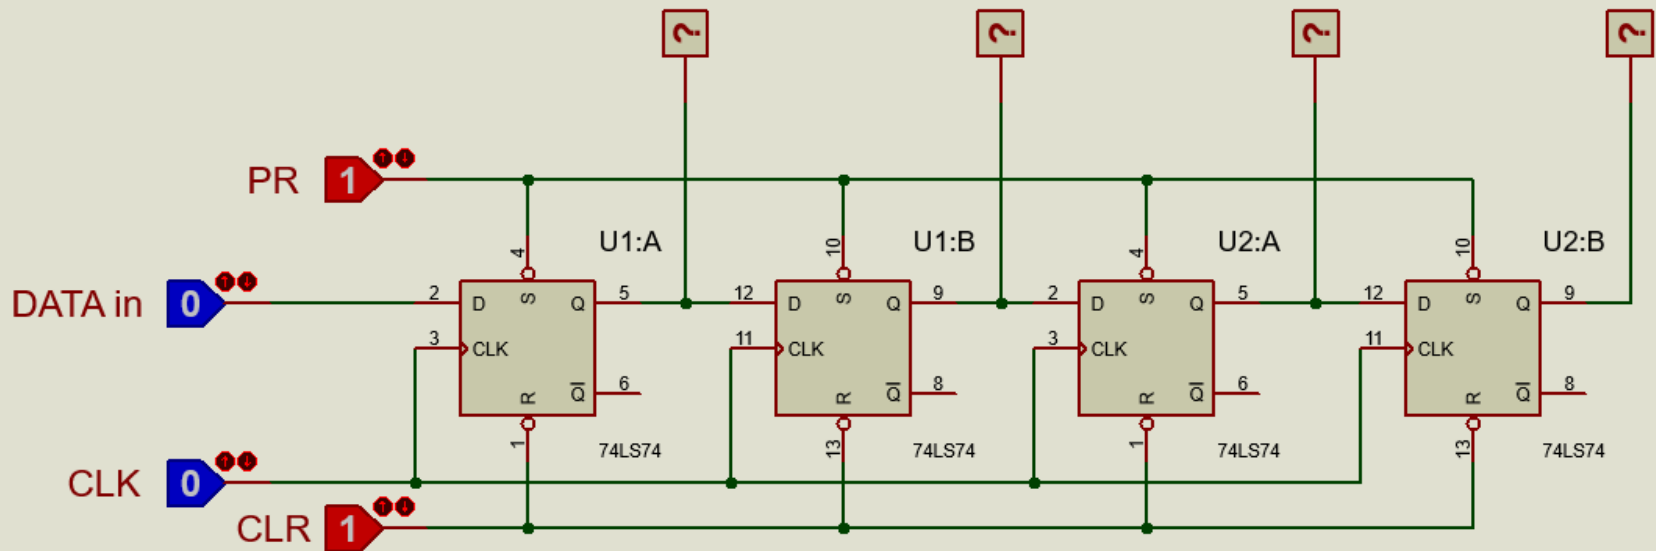 ? ? ? ?
PR 1
U1:A U1:B U2:A U2:B
4 10 4 10
DATA in 0
2 D S Q 5 12 D S Q 9 2 D S Q 5 12 D S Q 9
3 CLK 11 CLK 3 CLK 11 CLK
R Q 6 R Q 8 R Q 6 R Q 8
1 13 1 13
74LS74 74LS74 74LS74 74LS74
CLK 0
CLR 1